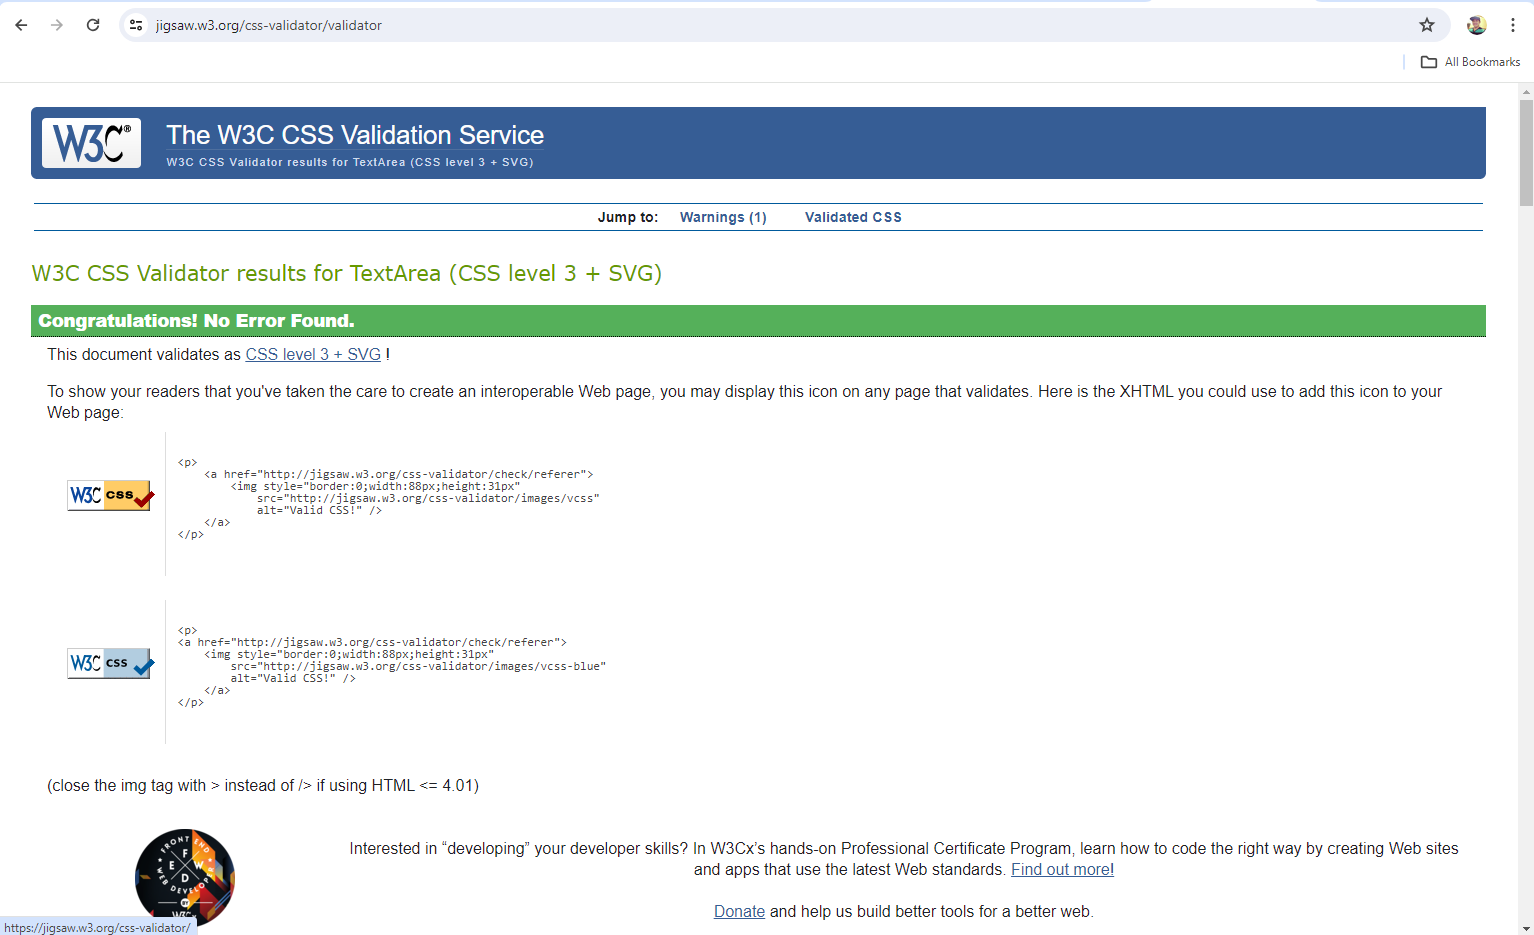 jigsaw.w3.org/css-validator/validator
All Bookmarks
W3C®
The W3C CSS Validation Service
W3C CSS Validator results for TextArea (CSS level 3 + SVG)
Jump to: Warnings (1) Validated CSS
W3C CSS Validator results for TextArea (CSS level 3 + SVG)
Congratulations! No Error Found.
This document validates as CSS level 3 + SVG !
To show your readers that you've taken the care to create an interoperable Web page, you may display this icon on any page that validates. Here is the XHTML you could use to add this icon to your
Web page:
W3C css
<p>
<a href="http://jigsaw.w3.org/css-validator/check/referer">
<img style="border:0;width:88px;height:31px"
src="http://jigsaw.w3.org/css-validator/images/vcss"
alt="Valid CSS!" />
</a>
</p>
W3C css
<p>
<a href="http://jigsaw.w3.org/css-validator/check/referer">
<img style="border:0;width:88px;height:31px"
src="http://jigsaw.w3.org/css-validator/images/vcss-blue"
alt="Valid CSS!" />
</a>
</p>
(close the img tag with > instead of /> if using HTML <= 4.01)
FRONT END
F
E E
D
WEB DEVELOPER
W3Cx
Interested in “developing” your developer skills? In W3Cx’s hands-on Professional Certificate Program, learn how to code the right way by creating Web sites
and apps that use the latest Web standards. Find out more!
Donate and help us build better tools for a better web.
https://jigsaw.w3.org/css-validator/